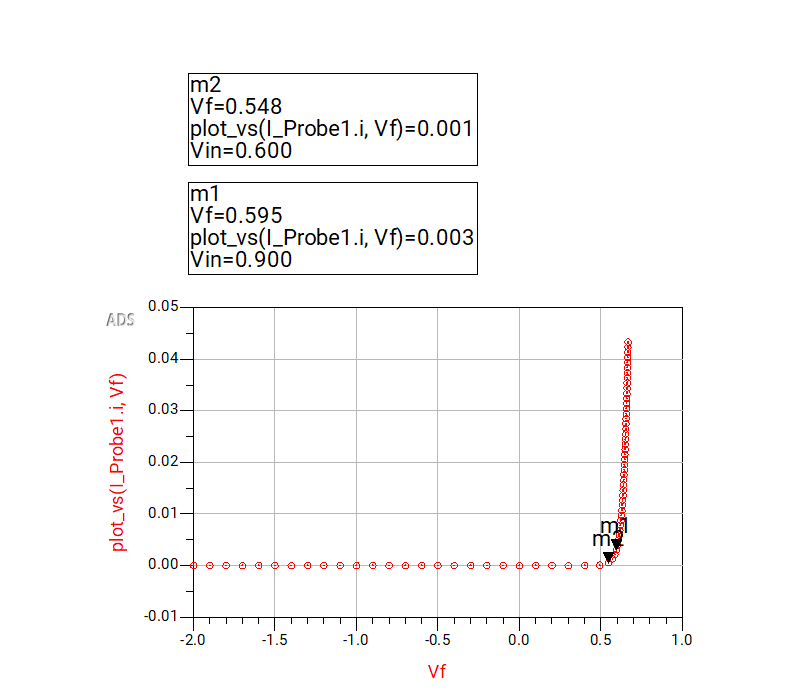 m2
Vf=0.548
plot_vs(I_Probe1.i, Vf)=0.001
Vin=0.600
m1
Vf=0.595
plot_vs(I_Probe1.i, Vf)=0.003
Vin=0.900
ADS
plot_vs(I_Probe1.i, Vf)
0.05
0.04
0.03
0.02
0.01
0.00
-0.01
m1
m2
-2.0 -1.5 -1.0 -0.5 0.0 0.5 1.0
Vf